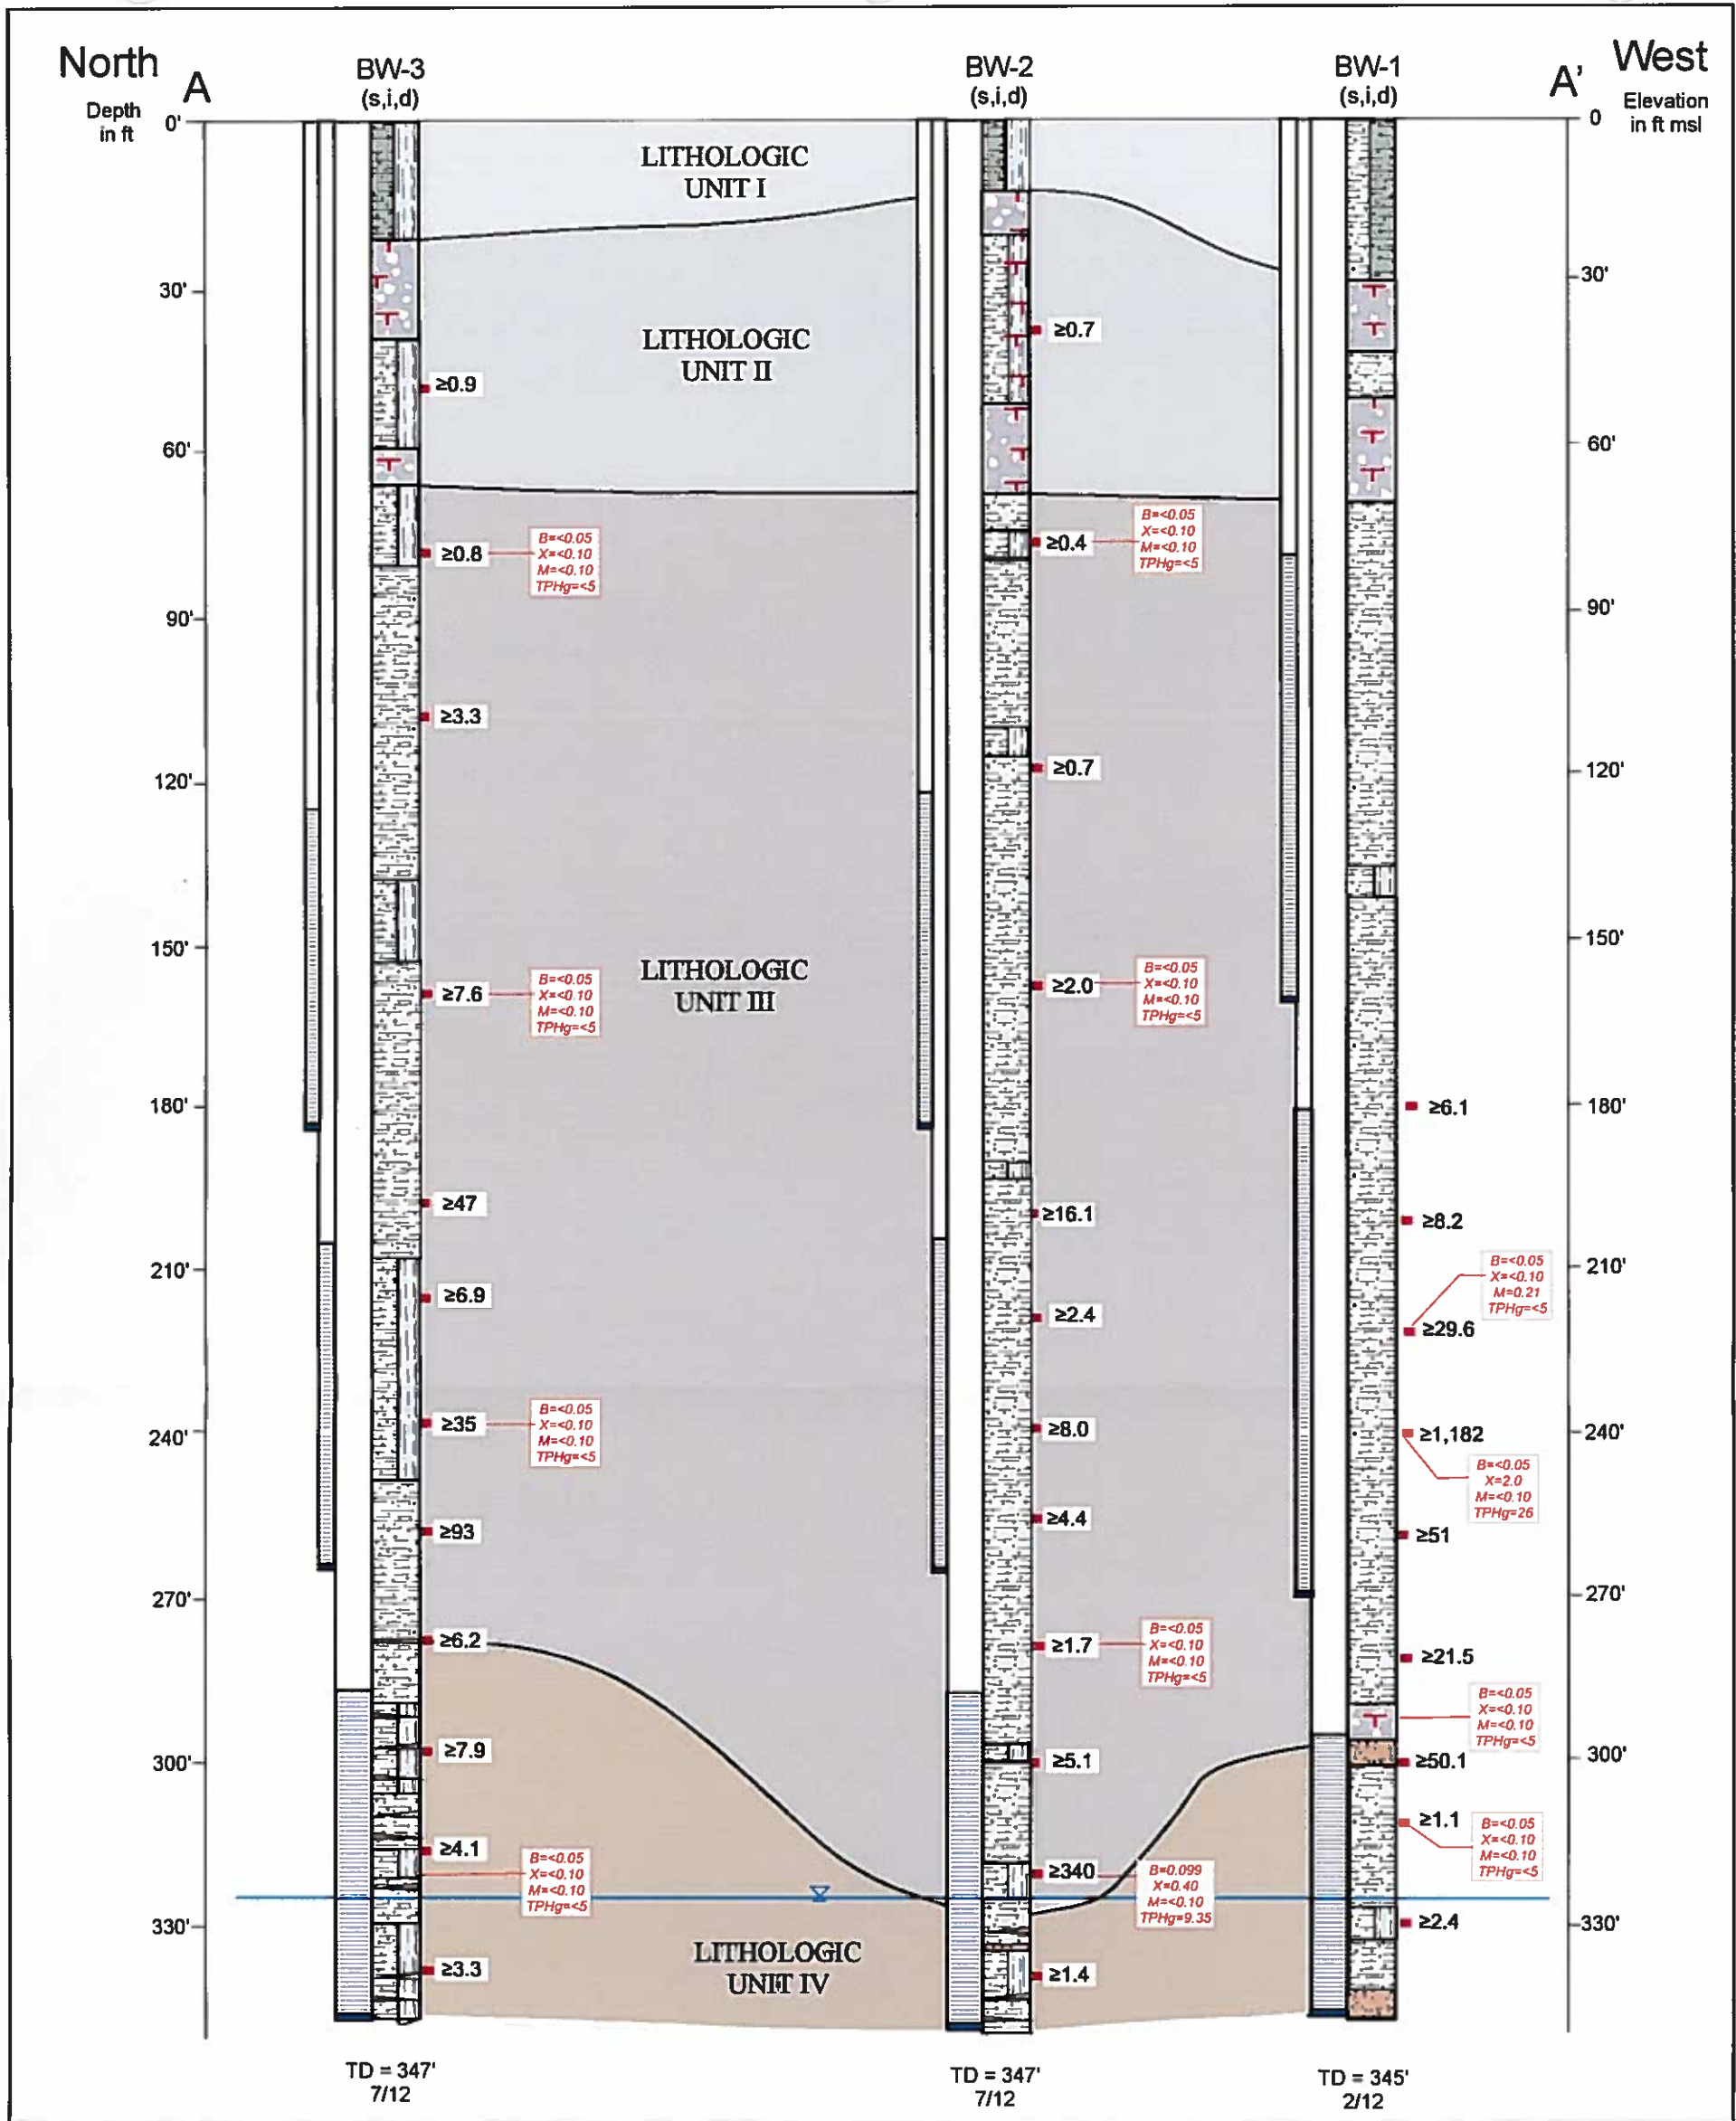 North
A
Depth
in ft
BW-3
(s,i,d)
BW-2
(s,i,d)
BW-1
(s,i,d)
A'
West
Elevation
in ft msl
0'
30'
60'
90'
120'
150'
180'
210'
240'
270'
300'
330'
LITHOLOGIC
UNIT I
LITHOLOGIC
UNIT II
LITHOLOGIC
UNIT III
LITHOLOGIC
UNIT IV
≥0.9
≥0.8
B=<0.05
X=<0.10
M=<0.10
TPHg=<5
≥3.3
≥7.6
B=<0.05
X=<0.10
M=<0.10
TPHg=<5
≥47
≥6.9
≥35
B=<0.05
X=<0.10
M=<0.10
TPHg=<5
≥93
≥6.2
≥7.9
≥4.1
B=<0.05
X=<0.10
M=<0.10
TPHg=<5
≥3.3
≥0.7
≥0.4
B=<0.05
X=<0.10
M=<0.10
TPHg=<5
≥0.7
≥2.0
B=<0.05
X=<0.10
M=<0.10
TPHg=<5
≥16.1
≥2.4
≥8.0
≥4.4
≥1.7
B=<0.05
X=<0.10
M=<0.10
TPHg=<5
≥5.1
≥340
B=0.099
X=0.40
M=<0.10
TPHg=9.35
≥1.4
≥6.1
≥8.2
B=<0.05
X=<0.10
M=0.21
TPHg=<5
≥29.6
≥1,182
B=<0.05
X=2.0
M=<0.10
TPHg=26
≥51
≥21.5
B=<0.05
X=<0.10
M=<0.10
TPHg=<5
≥50.1
≥1.1
B=<0.05
X=<0.10
M=<0.10
TPHg=<5
≥2.4
0
30'
60'
90'
120'
150'
180'
210'
240'
270'
300'
330'
TD = 347'
7/12
TD = 347'
7/12
TD = 345'
2/12